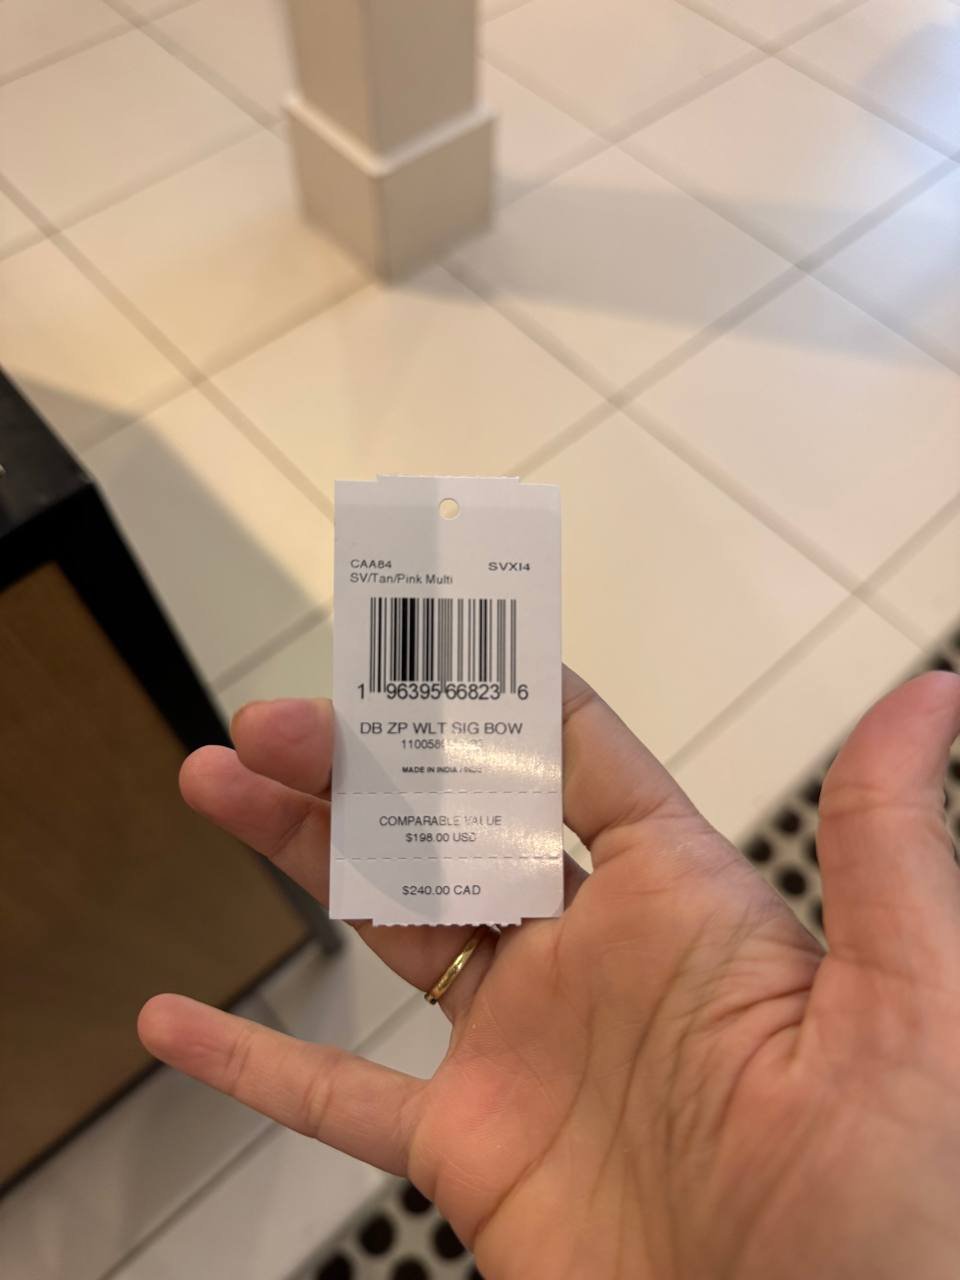 CAA84 SVXI4
SV/Tan/Pink Multi
1 96395 66823 6
DB ZP WLT SIG BOW
MADE IN INDIA /
COMPARABLE VALUE
$198.00 USD
$240.00 CAD